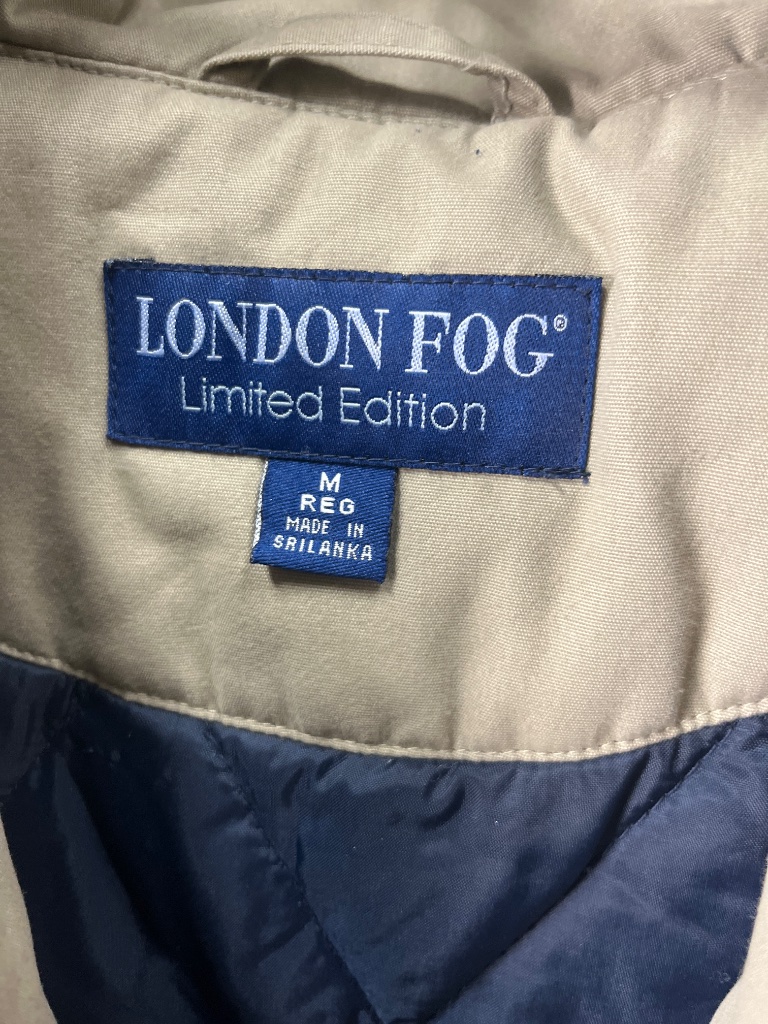 LONDON FOG®
Limited Edition
M
REG
MADE IN
SRILANKA